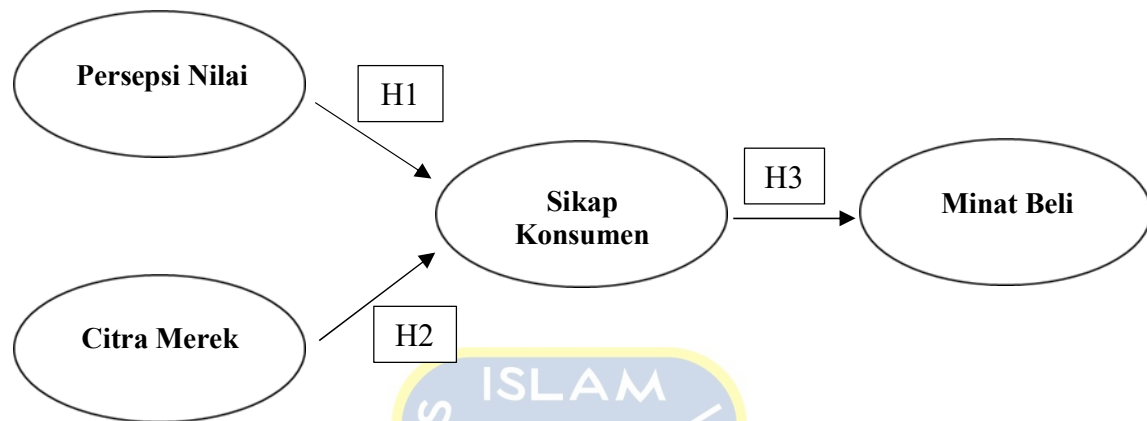 Persepsi Nilai
H1
Sikap
Konsumen
H3
Minat Beli
Citra Merek
H2
ISLAM